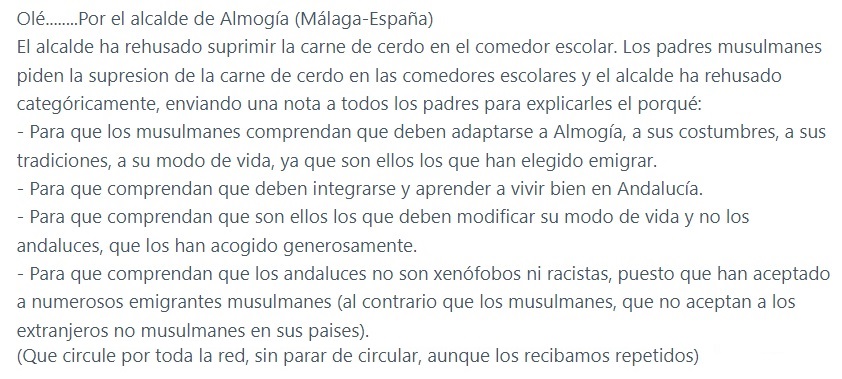 Olé........Por el alcalde de Almogía (Málaga-España)
El alcalde ha rehusado suprimir la carne de cerdo en el comedor escolar. Los padres musulmanes
piden la supresion de la carne de cerdo en las comedores escolares y el alcalde ha rehusado
categóricamente, enviando una nota a todos los padres para explicarles el porqué:
- Para que los musulmanes comprendan que deben adaptarse a Almogía, a sus costumbres, a sus
tradiciones, a su modo de vida, ya que son ellos los que han elegido emigrar.
- Para que comprendan que deben integrarse y aprender a vivir bien en Andalucía.
- Para que comprendan que son ellos los que deben modificar su modo de vida y no los
andaluces, que los han acogido generosamente.
- Para que comprendan que los andaluces no son xenófobos ni racistas, puesto que han aceptado
a numerosos emigrantes musulmanes (al contrario que los musulmanes, que no aceptan a los
extranjeros no musulmanes en sus paises).
(Que circule por toda la red, sin parar de circular, aunque los recibamos repetidos)